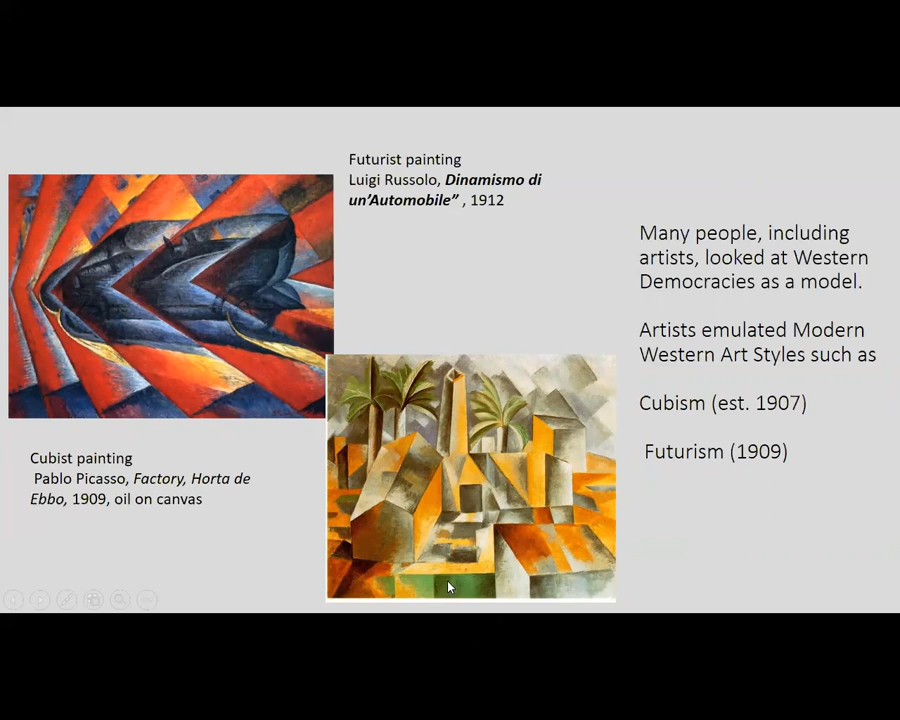 Futurist painting
Luigi Russolo, Dinamismo di
un’Automobile” , 1912
Many people, including
artists, looked at Western
Democracies as a model.
Artists emulated Modern
Western Art Styles such as
Cubism (est. 1907)
Futurism (1909)
Cubist painting
Pablo Picasso, Factory, Horta de
Ebbo, 1909, oil on canvas